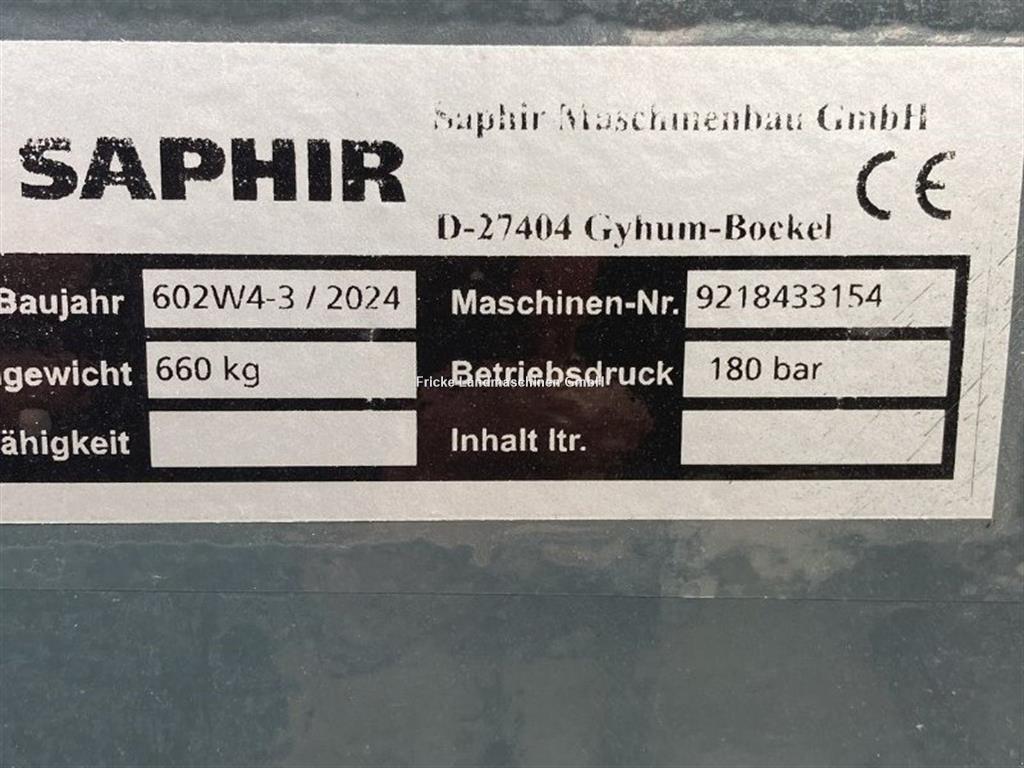 SAPHIR
Saphir Maschinenbau GmbH
CE
D-27404 Gyhum-Bockel
Baujahr 602W4-3 / 2024 Maschinen-Nr. 9218433154
gewicht 660 kg Betriebsdruck 180 bar
Fricke Landmaschinen GmbH
ähigkeit Inhalt ltr.